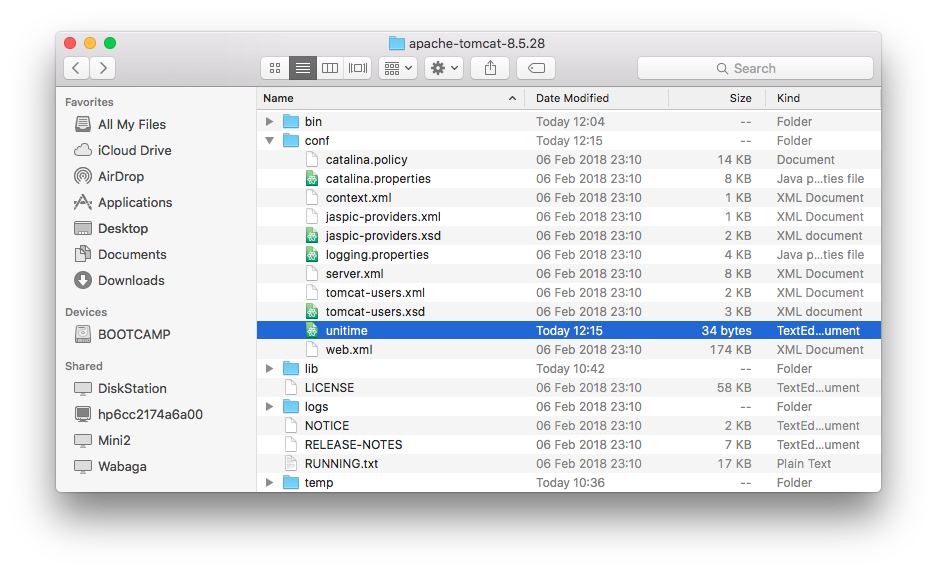 apache-tomcat-8.5.28
Search
Favorites
All My Files
iCloud Drive
AirDrop
Applications
Desktop
Documents
Downloads
Devices
BOOTCAMP
Shared
DiskStation
hp6cc2174a6a00
Mini2
Wabaga
Name Date Modified Size Kind
bin Today 12:04 -- Folder
conf Today 12:15 -- Folder
catalina.policy 06 Feb 2018 23:10 14 KB Document
catalina.properties 06 Feb 2018 23:10 8 KB Java p...ties file
context.xml 06 Feb 2018 23:10 1 KB XML Document
jaspic-providers.xml 06 Feb 2018 23:10 1 KB XML Document
jaspic-providers.xsd 06 Feb 2018 23:10 2 KB XML document
logging.properties 06 Feb 2018 23:10 4 KB Java p...ties file
server.xml 06 Feb 2018 23:10 8 KB XML Document
tomcat-users.xml 06 Feb 2018 23:10 2 KB XML Document
tomcat-users.xsd 06 Feb 2018 23:10 3 KB XML document
unitime Today 12:15 34 bytes TextEd...ument
web.xml 06 Feb 2018 23:10 174 KB XML Document
lib Today 10:42 -- Folder
LICENSE 06 Feb 2018 23:10 58 KB TextEd...ument
logs 06 Feb 2018 23:10 -- Folder
NOTICE 06 Feb 2018 23:10 2 KB TextEd...ument
RELEASE-NOTES 06 Feb 2018 23:10 7 KB TextEd...ument
RUNNING.txt 06 Feb 2018 23:10 17 KB Plain Text
temp Today 10:36 -- Folder